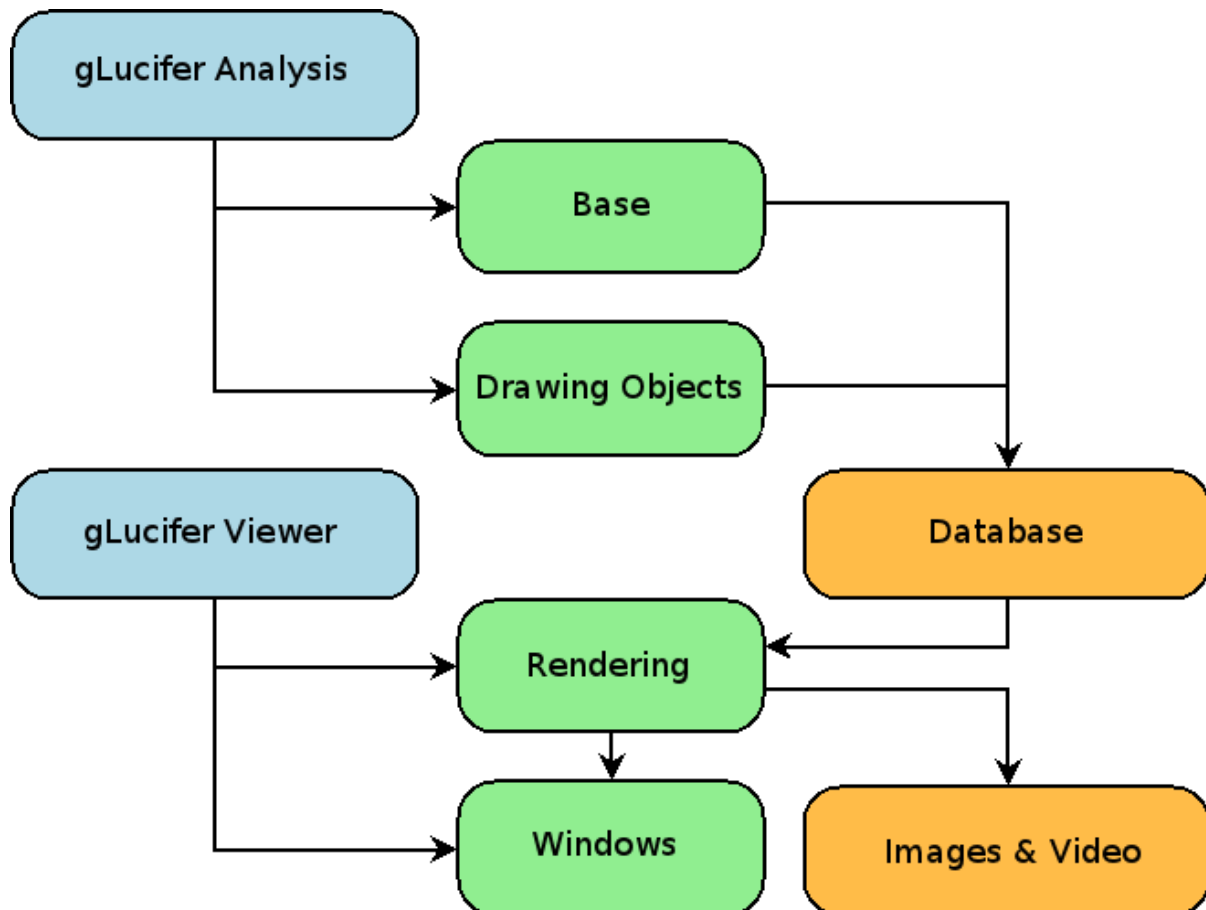 gLucifer Analysis
Base
Drawing Objects
gLucifer Viewer
Database
Rendering
Windows
Images & Video